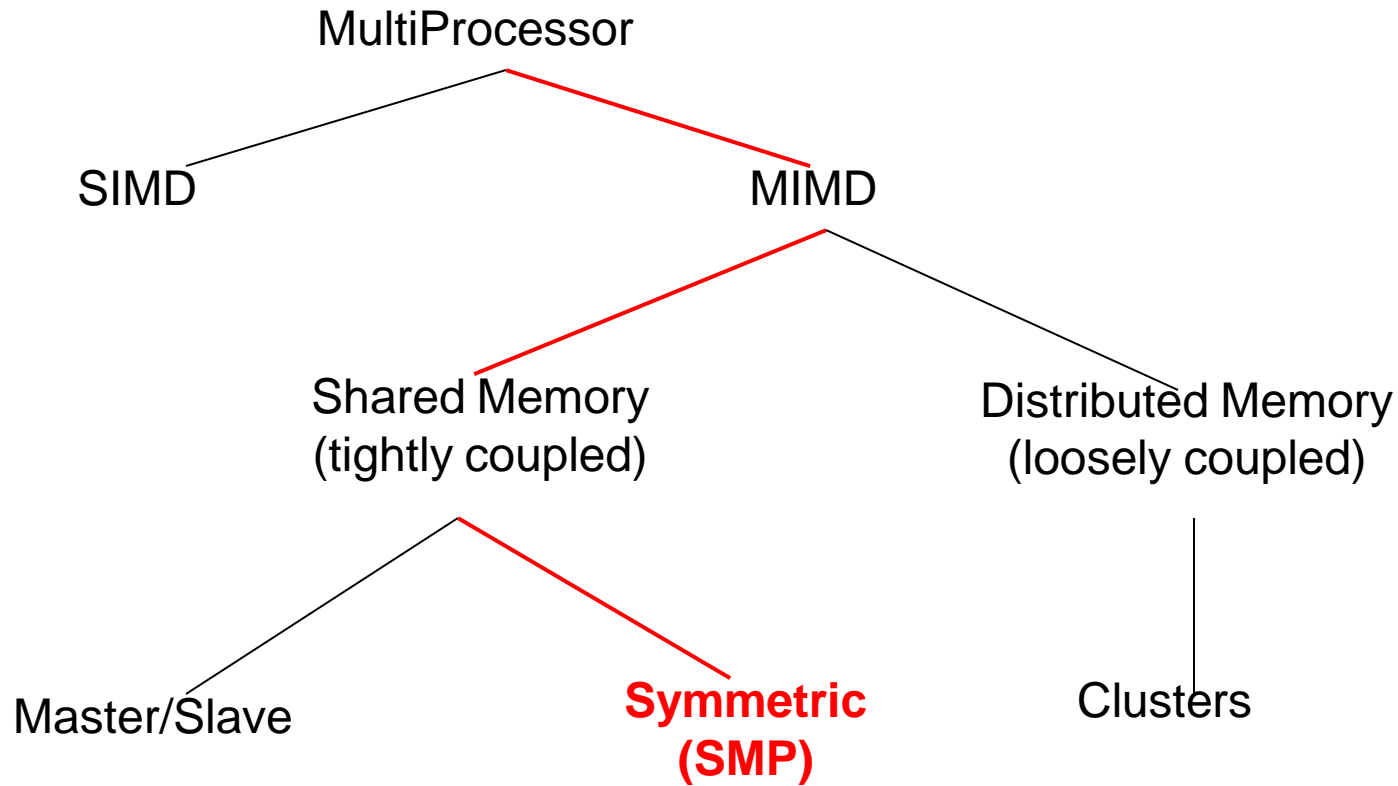 MultiProcessor
SIMD
MIMD
Shared Memory
(tightly coupled)
Distributed Memory
(loosely coupled)
Master/Slave
Symmetric
(SMP)
Clusters